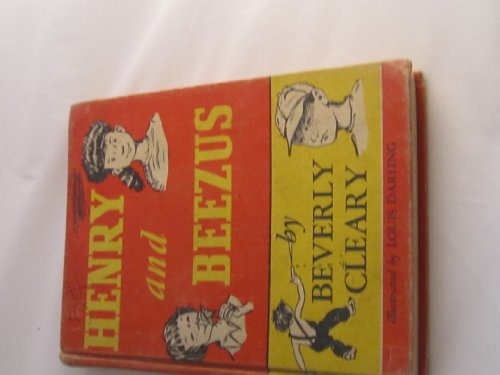 HENRY
and
BEEZUS
by
BEVERLY
CLEARY
illustrated by LOUIS DARLING